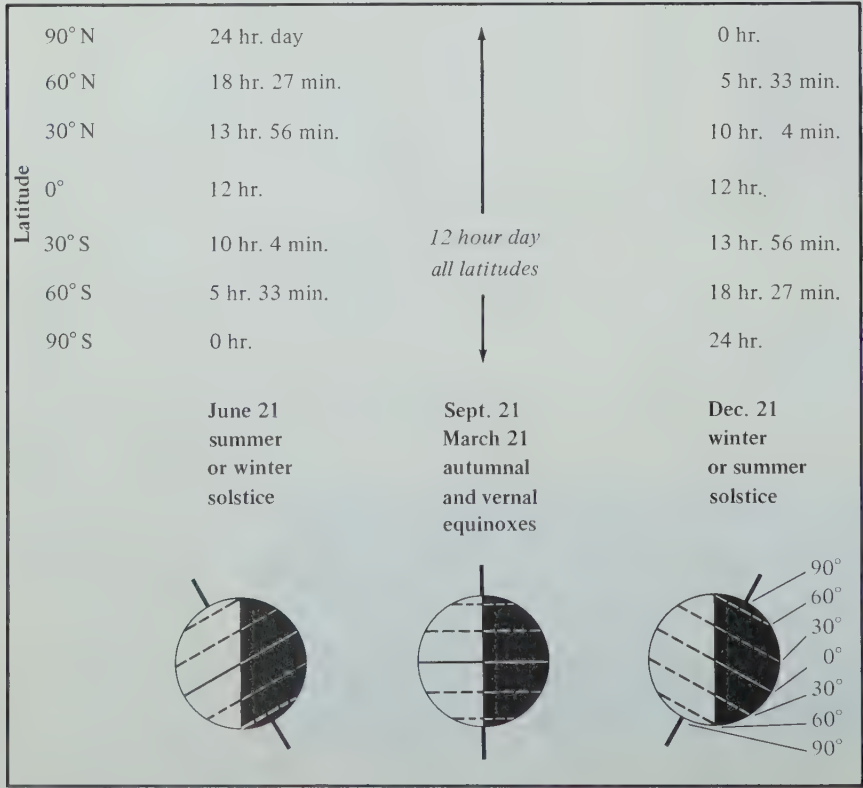 90° N 24 hr. day 0 hr.
60° N 18 hr. 27 min. 5 hr. 33 min.
30° N 13 hr. 56 min. 10 hr. 4 min.
Latitude
0° 12 hr. 12 hr.
30° S 10 hr. 4 min. 13 hr. 56 min.
12 hour day
all latitudes
60° S 5 hr. 33 min. 18 hr. 27 min.
90° S 0 hr. 24 hr.
June 21
summer
or winter
solstice
Sept. 21
March 21
autumnal
and vernal
equinoxes
Dec. 21
winter
or summer
solstice
90°
60°
30°
0°
30°
60°
90°